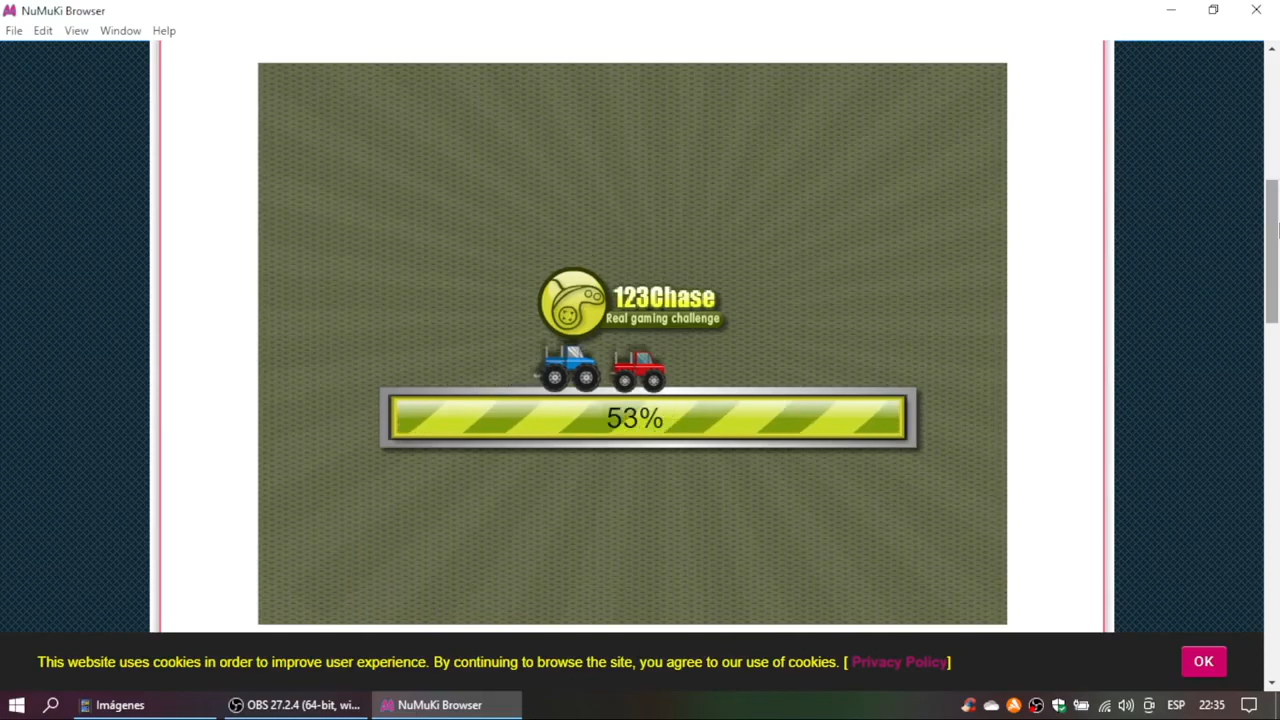 NuMuKi Browser
File Edit View Window Help
123Chase
Real gaming challenge
53%
This website uses cookies in order to improve user experience. By continuing to browse the site, you agree to our use of cookies. [ Privacy Policy]
OK
Imágenes
OBS 27.2.4 (64-bit, wi...
NuMuKi Browser
ESP
22:35